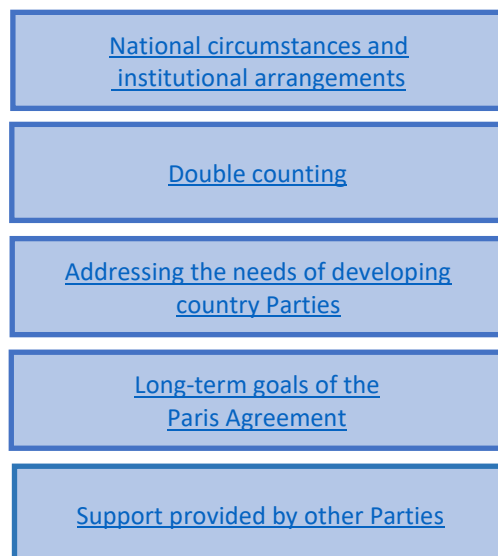 National circumstances and
institutional arrangements
Double counting
Addressing the needs of developing
country Parties
Long-term goals of the
Paris Agreement
Support provided by other Parties